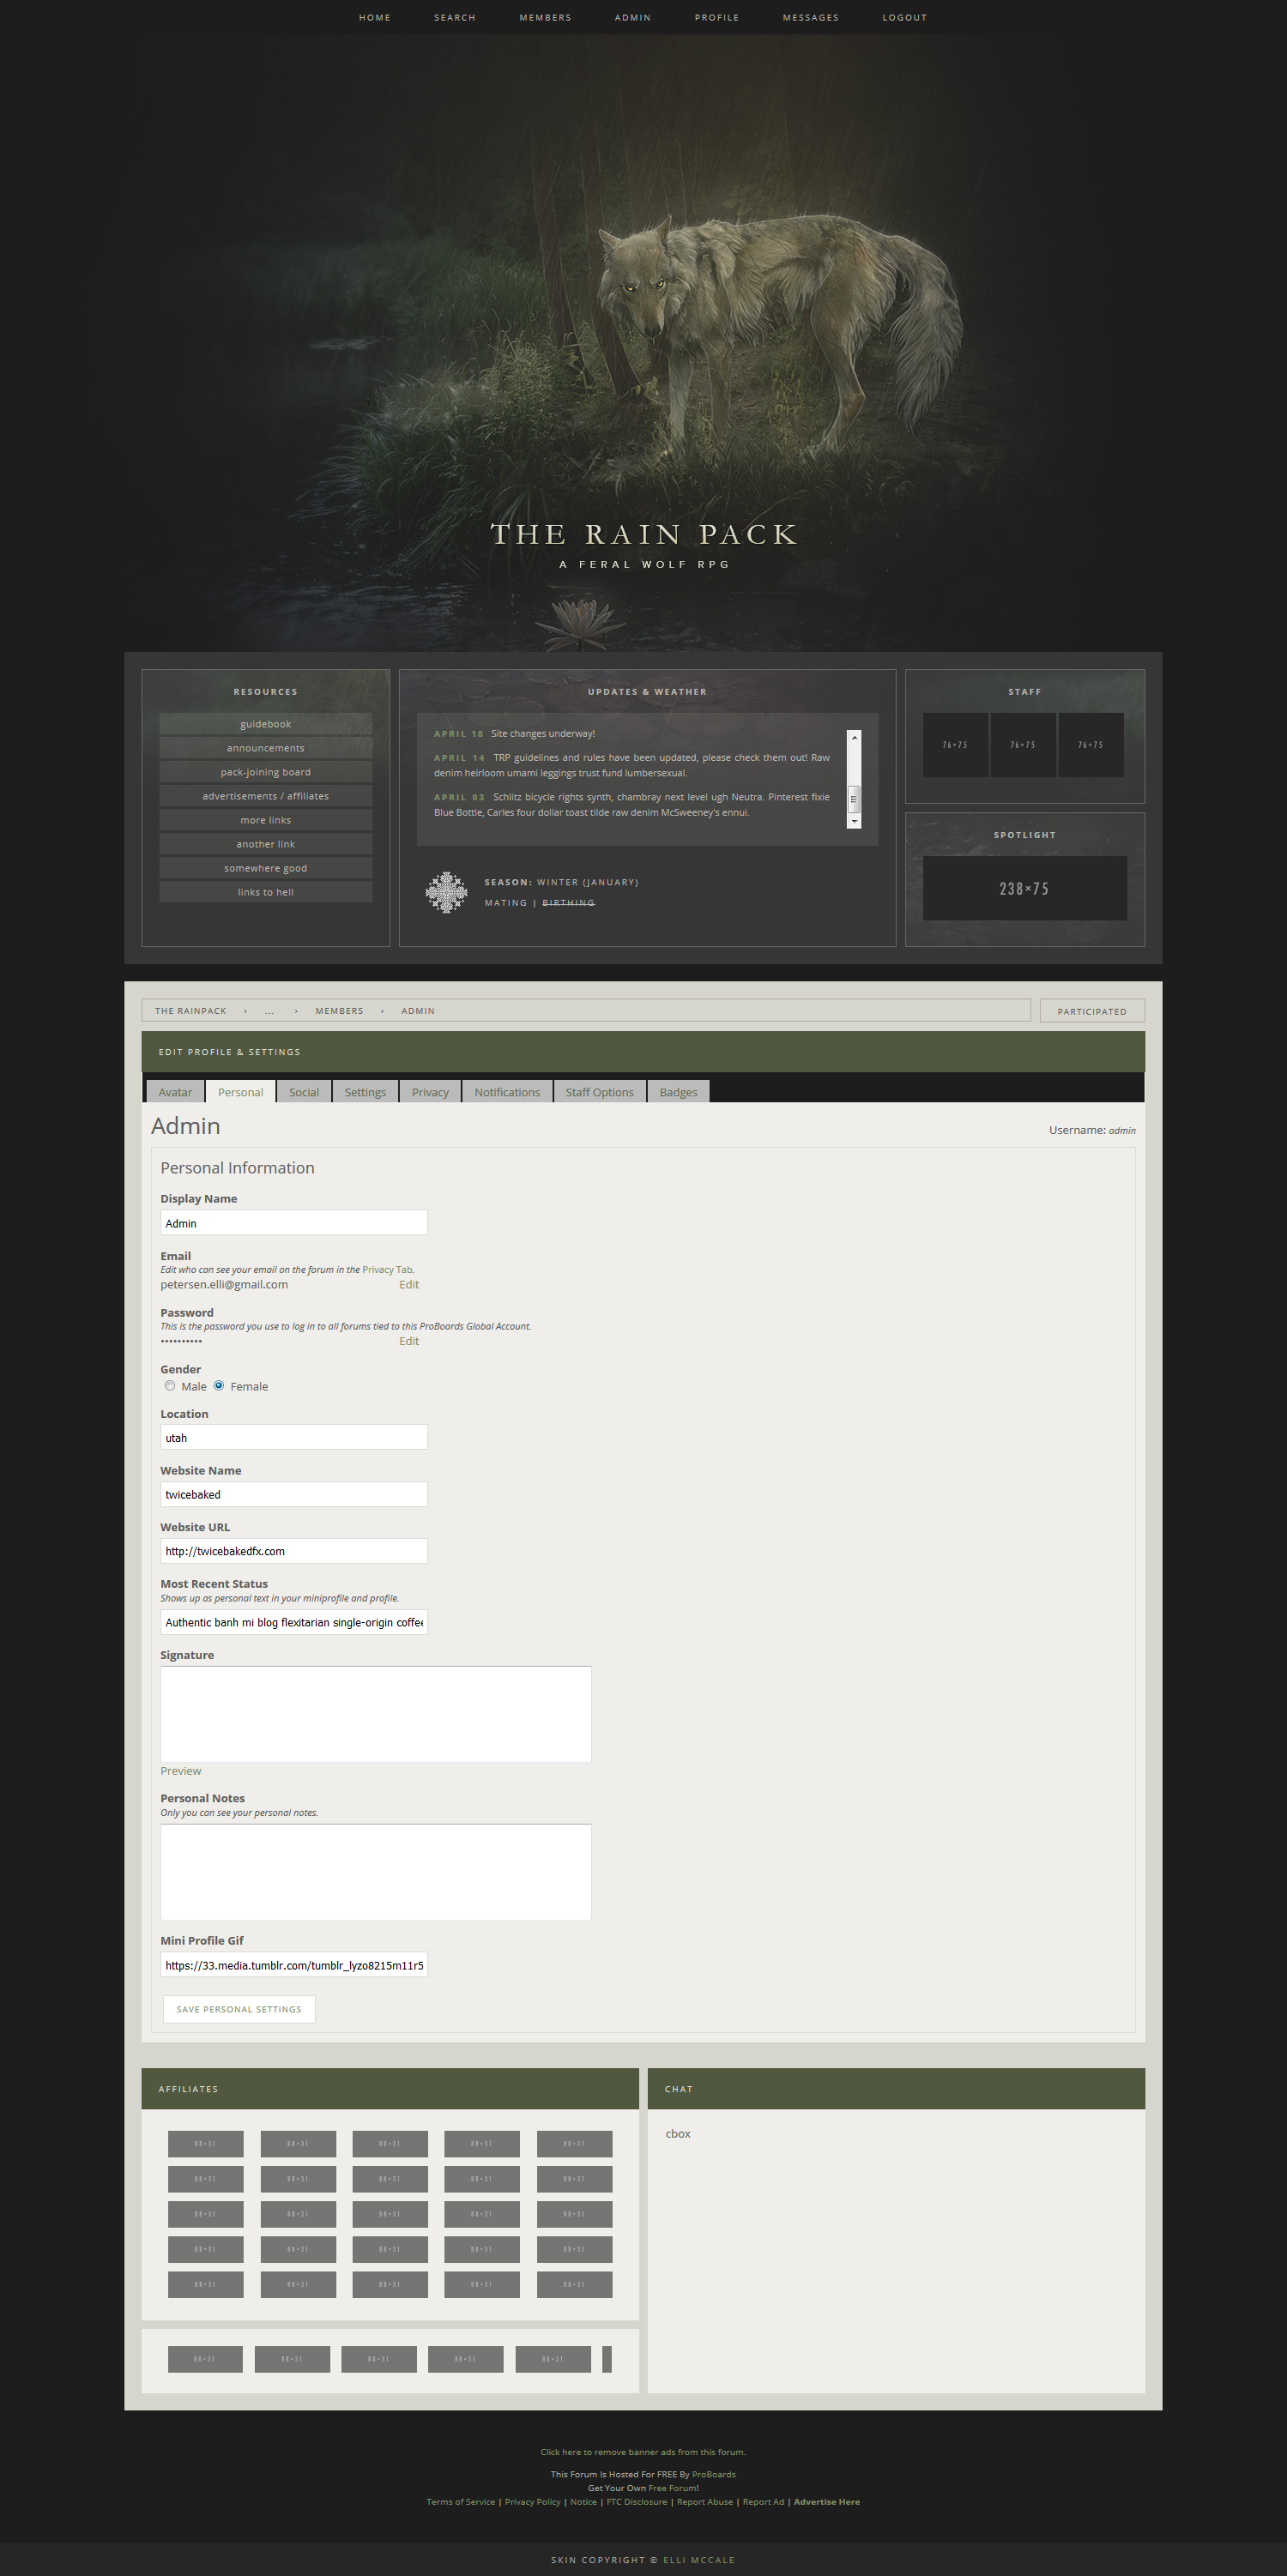 HOME SEARCH MEMBERS ADMIN PROFILE MESSAGES LOGOUT
THE RAIN PACK
A FERAL WOLF RPG
RESOURCES
guidebook
announcements
pack-joining board
advertisements / affiliates
more links
another link
somewhere good
links to hell
UPDATES & WEATHER
APRIL 18 Site changes underway!
APRIL 14 TRP guidelines and rules have been updated, please check them out! Raw
denim heirloom umami leggings trust fund lumbersexual.
APRIL 03 Schlitz bicycle rights synth, chambray next level ugh Neutra. Pinterest fixie
Blue Bottle, Carles four dollar toast tilde raw denim McSweeney's ennui.
SEASON: WINTER (JANUARY)
MATING | BIRTHING
STAFF
76×75 76×75 76×75
SPOTLIGHT
238×75
THE RAINPACK › ... › MEMBERS › ADMIN
PARTICIPATED
EDIT PROFILE & SETTINGS
Avatar Personal Social Settings Privacy Notifications Staff Options Badges
Admin
Username: admin
Personal Information
Display Name
Admin
Email
Edit who can see your email on the forum in the Privacy Tab.
petersen.elli@gmail.com Edit
Password
This is the password you use to log in to all forums tied to this ProBoards Global Account.
•••••••••• Edit
Gender
Male Female
Location
utah
Website Name
twicebaked
Website URL
http://twicebakedfx.com
Most Recent Status
Shows up as personal text in your miniprofile and profile.
Authentic banh mi blog flexitarian single-origin coffee
Signature
Preview
Personal Notes
Only you can see your personal notes.
Mini Profile Gif
https://33.media.tumblr.com/tumblr_lyzo8215m11r5
SAVE PERSONAL SETTINGS
AFFILIATES
88×31 88×31 88×31 88×31 88×31
88×31 88×31 88×31 88×31 88×31
88×31 88×31 88×31 88×31 88×31
88×31 88×31 88×31 88×31 88×31
88×31 88×31 88×31 88×31 88×31
88×31 88×31 88×31 88×31 88×31
CHAT
cbox
Click here to remove banner ads from this forum.
This Forum Is Hosted For FREE By ProBoards
Get Your Own Free Forum!
Terms of Service | Privacy Policy | Notice | FTC Disclosure | Report Abuse | Report Ad | Advertise Here
SKIN COPYRIGHT © ELLI MCCALE